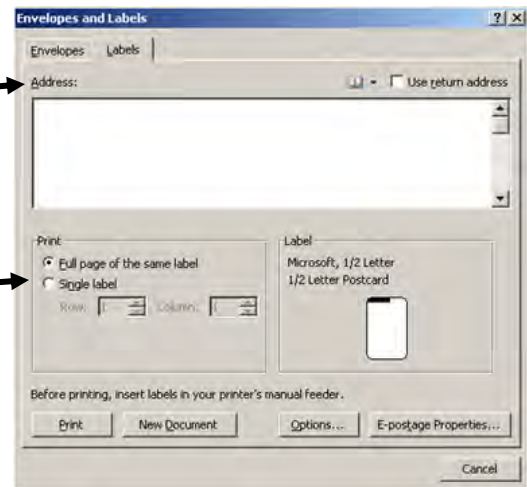 Envelopes and Labels
Envelopes Labels
Address: Use return address
Print
Full page of the same label
Single label
Row: 1 Column: 1
Label
Microsoft, 1/2 Letter
1/2 Letter Postcard
Before printing, insert labels in your printer's manual feeder.
Print New Document Options... E-postage Properties...
Cancel